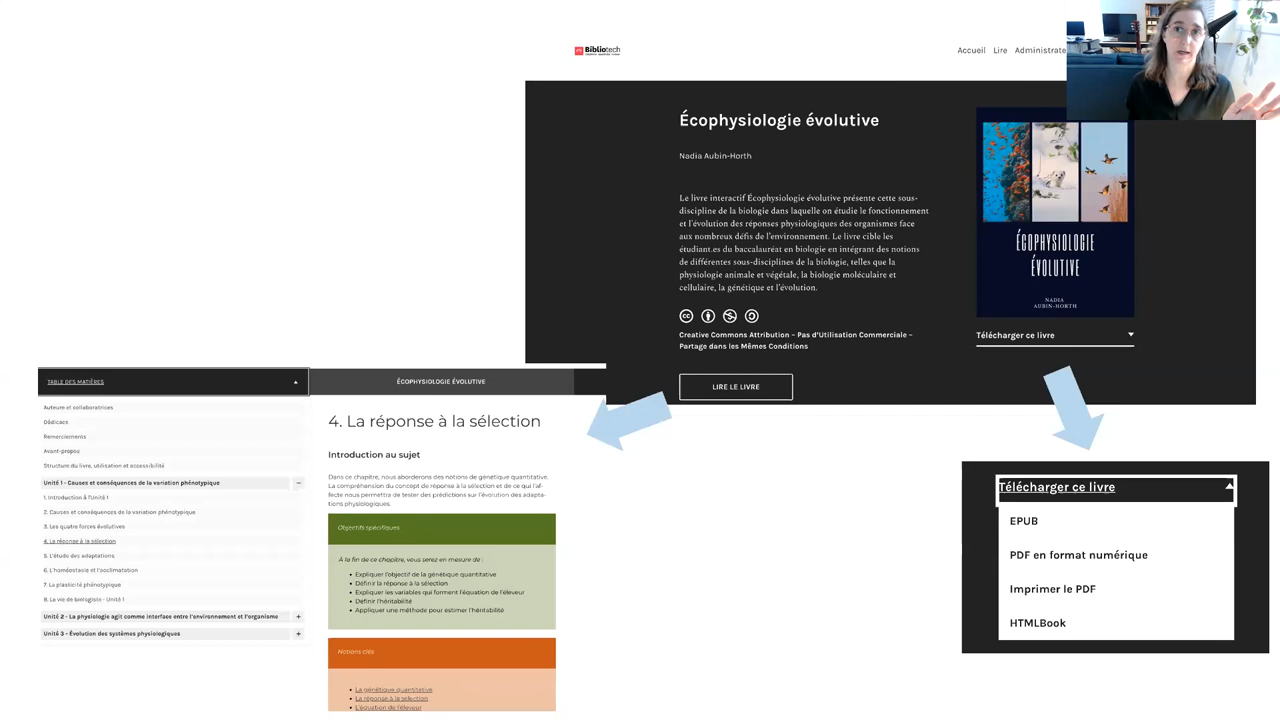 Bibliotech
Accueil Lire Administrate
Écophysiologie évolutive
Nadia Aubin-Horth
Le livre interactif Écophysiologie évolutive présente cette sous-
discipline de la biologie dans laquelle on étudie le fonctionnement
et l'évolution des réponses physiologiques des organismes face
aux nombreux défis de l'environnement. Le livre cible les
étudiant.es du baccalauréat en biologie en intégrant des notions
de différentes sous-disciplines de la biologie, telles que la
physiologie animale et végétale, la biologie moléculaire et
cellulaire, la génétique et l'évolution.
Creative Commons Attribution – Pas d'Utilisation Commerciale –
Partage dans les Mêmes Conditions
LIRE LE LIVRE
ÉCOPHYSIOLOGIE
ÉVOLUTIVE
NADIA
AUBIN-HORTH
Télécharger ce livre
TABLE DES MATIÈRES
Auteure et collaboratrices
Dédicace
Remerciements
Avant-propos
Structure du livre, utilisation et accessibilité
Unité 1 - Causes et conséquences de la variation phénotypique
1. Introduction à l'Unité 1
2. Causes et conséquences de la variation phénotypique
3. Les quatre forces évolutives
4. La réponse à la sélection
5. L'étude des adaptations
6. L'homéostasie et l'acclimatation
7. La plasticité phénotypique
8. La vie de biologiste - Unité 1
Unité 2 - La physiologie agit comme interface entre l'environnement et l'organisme
Unité 3 - Évolution des systèmes physiologiques
ÉCOPHYSIOLOGIE ÉVOLUTIVE
4. La réponse à la sélection
Introduction au sujet
Dans ce chapitre, nous aborderons des notions de génétique quantitative.
La compréhension du concept de réponse à la sélection et de ce qui l'af-
fecte nous permettra de tester des prédictions sur l'évolution des adapta-
tions physiologiques.
Objectifs spécifiques
À la fin de ce chapitre, vous serez en mesure de :
Expliquer l'objectif de la génétique quantitative
Définir la réponse à la sélection
Expliquer les variables qui forment l'équation de l'éleveur
Définir l'héritabilité
Appliquer une méthode pour estimer l'héritabilité
Notions clés
La génétique quantitative
La réponse à la sélection
L'équation de l'éleveur
Télécharger ce livre
EPUB
PDF en format numérique
Imprimer le PDF
HTMLBook